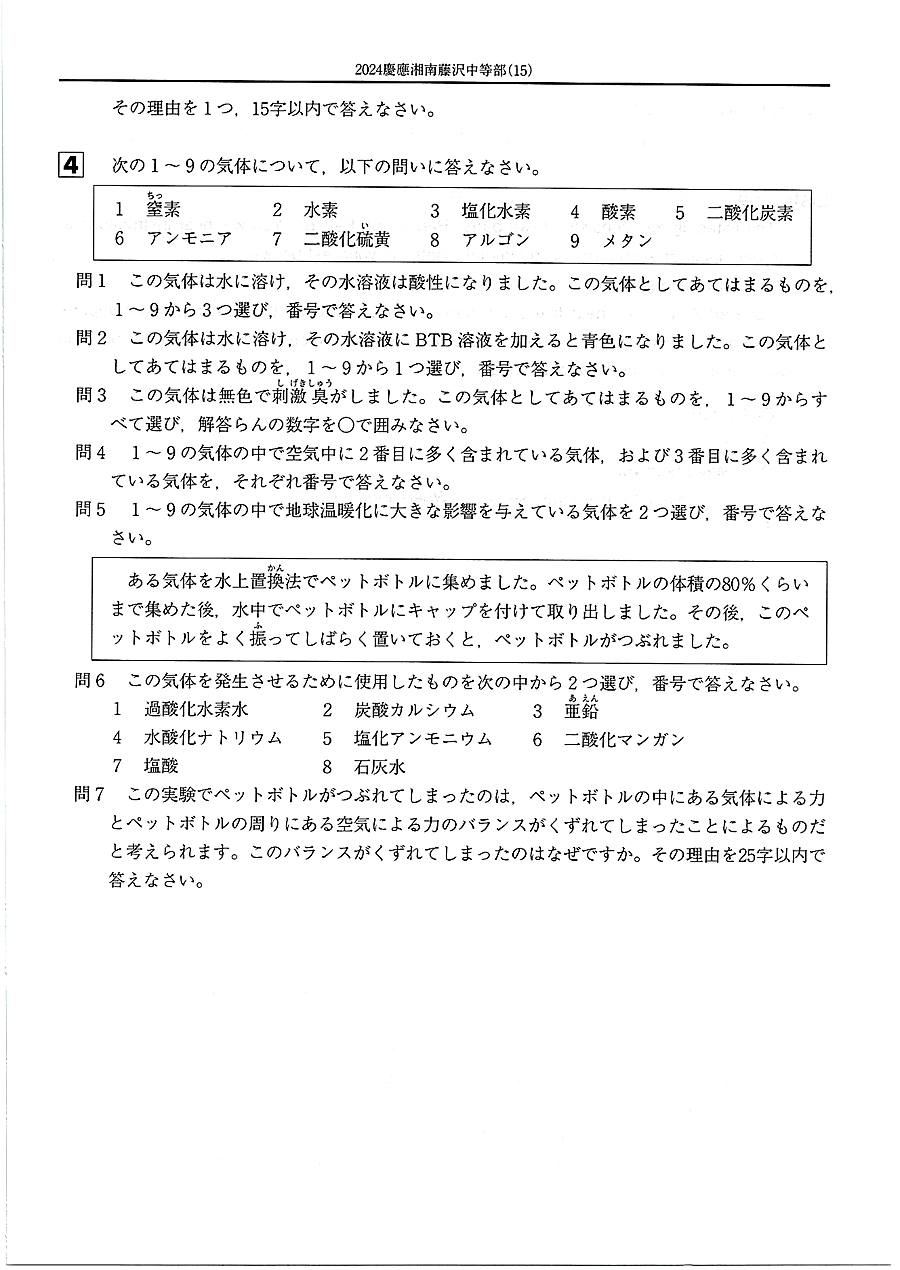 2024慶應湘南藤沢中等部(15)
その理由を1つ，15字以内で答えなさい。
4 次の1～9の気体について，以下の問いに答えなさい。
1 窒素 2 水素 3 塩化水素 4 酸素 5 二酸化炭素
6 アンモニア 7 二酸化硫黄 8 アルゴン 9 メタン
問1 この気体は水に溶け，その水溶液は酸性になりました。この気体としてあてはまるものを，
1～9から3つ選び，番号で答えなさい。
問2 この気体は水に溶け，その水溶液にBTB溶液を加えると青色になりました。この気体と
してあてはまるものを，1～9から1つ選び，番号で答えなさい。
問3 この気体は無色で刺激臭がしました。この気体としてあてはまるものを，1～9からす
べて選び，解答らんの数字を○で囲みなさい。
問4 1～9の気体の中で空気中に2番目に多く含まれている気体，および3番目に多く含まれ
ている気体を，それぞれ番号で答えなさい。
問5 1～9の気体の中で地球温暖化に大きな影響を与えている気体を2つ選び，番号で答えな
さい。
ある気体を水上置換法でペットボトルに集めました。ペットボトルの体積の80%くらい
まで集めた後，水中でペットボトルにキャップを付けて取り出しました。その後，このペ
ットボトルをよく振ってしばらく置いておくと，ペットボトルがつぶれました。
問6 この気体を発生させるために使用したものを次の中から2つ選び，番号で答えなさい。
1 過酸化水素水 2 炭酸カルシウム 3 亜鉛
4 水酸化ナトリウム 5 塩化アンモニウム 6 二酸化マンガン
7 塩酸 8 石灰水
問7 この実験でペットボトルがつぶれてしまったのは，ペットボトルの中にある気体による力
とペットボトルの周りにある空気による力のバランスがくずれてしまったことによるものだ
と考えられます。このバランスがくずれてしまったのはなぜですか。その理由を25字以内で
答えなさい。